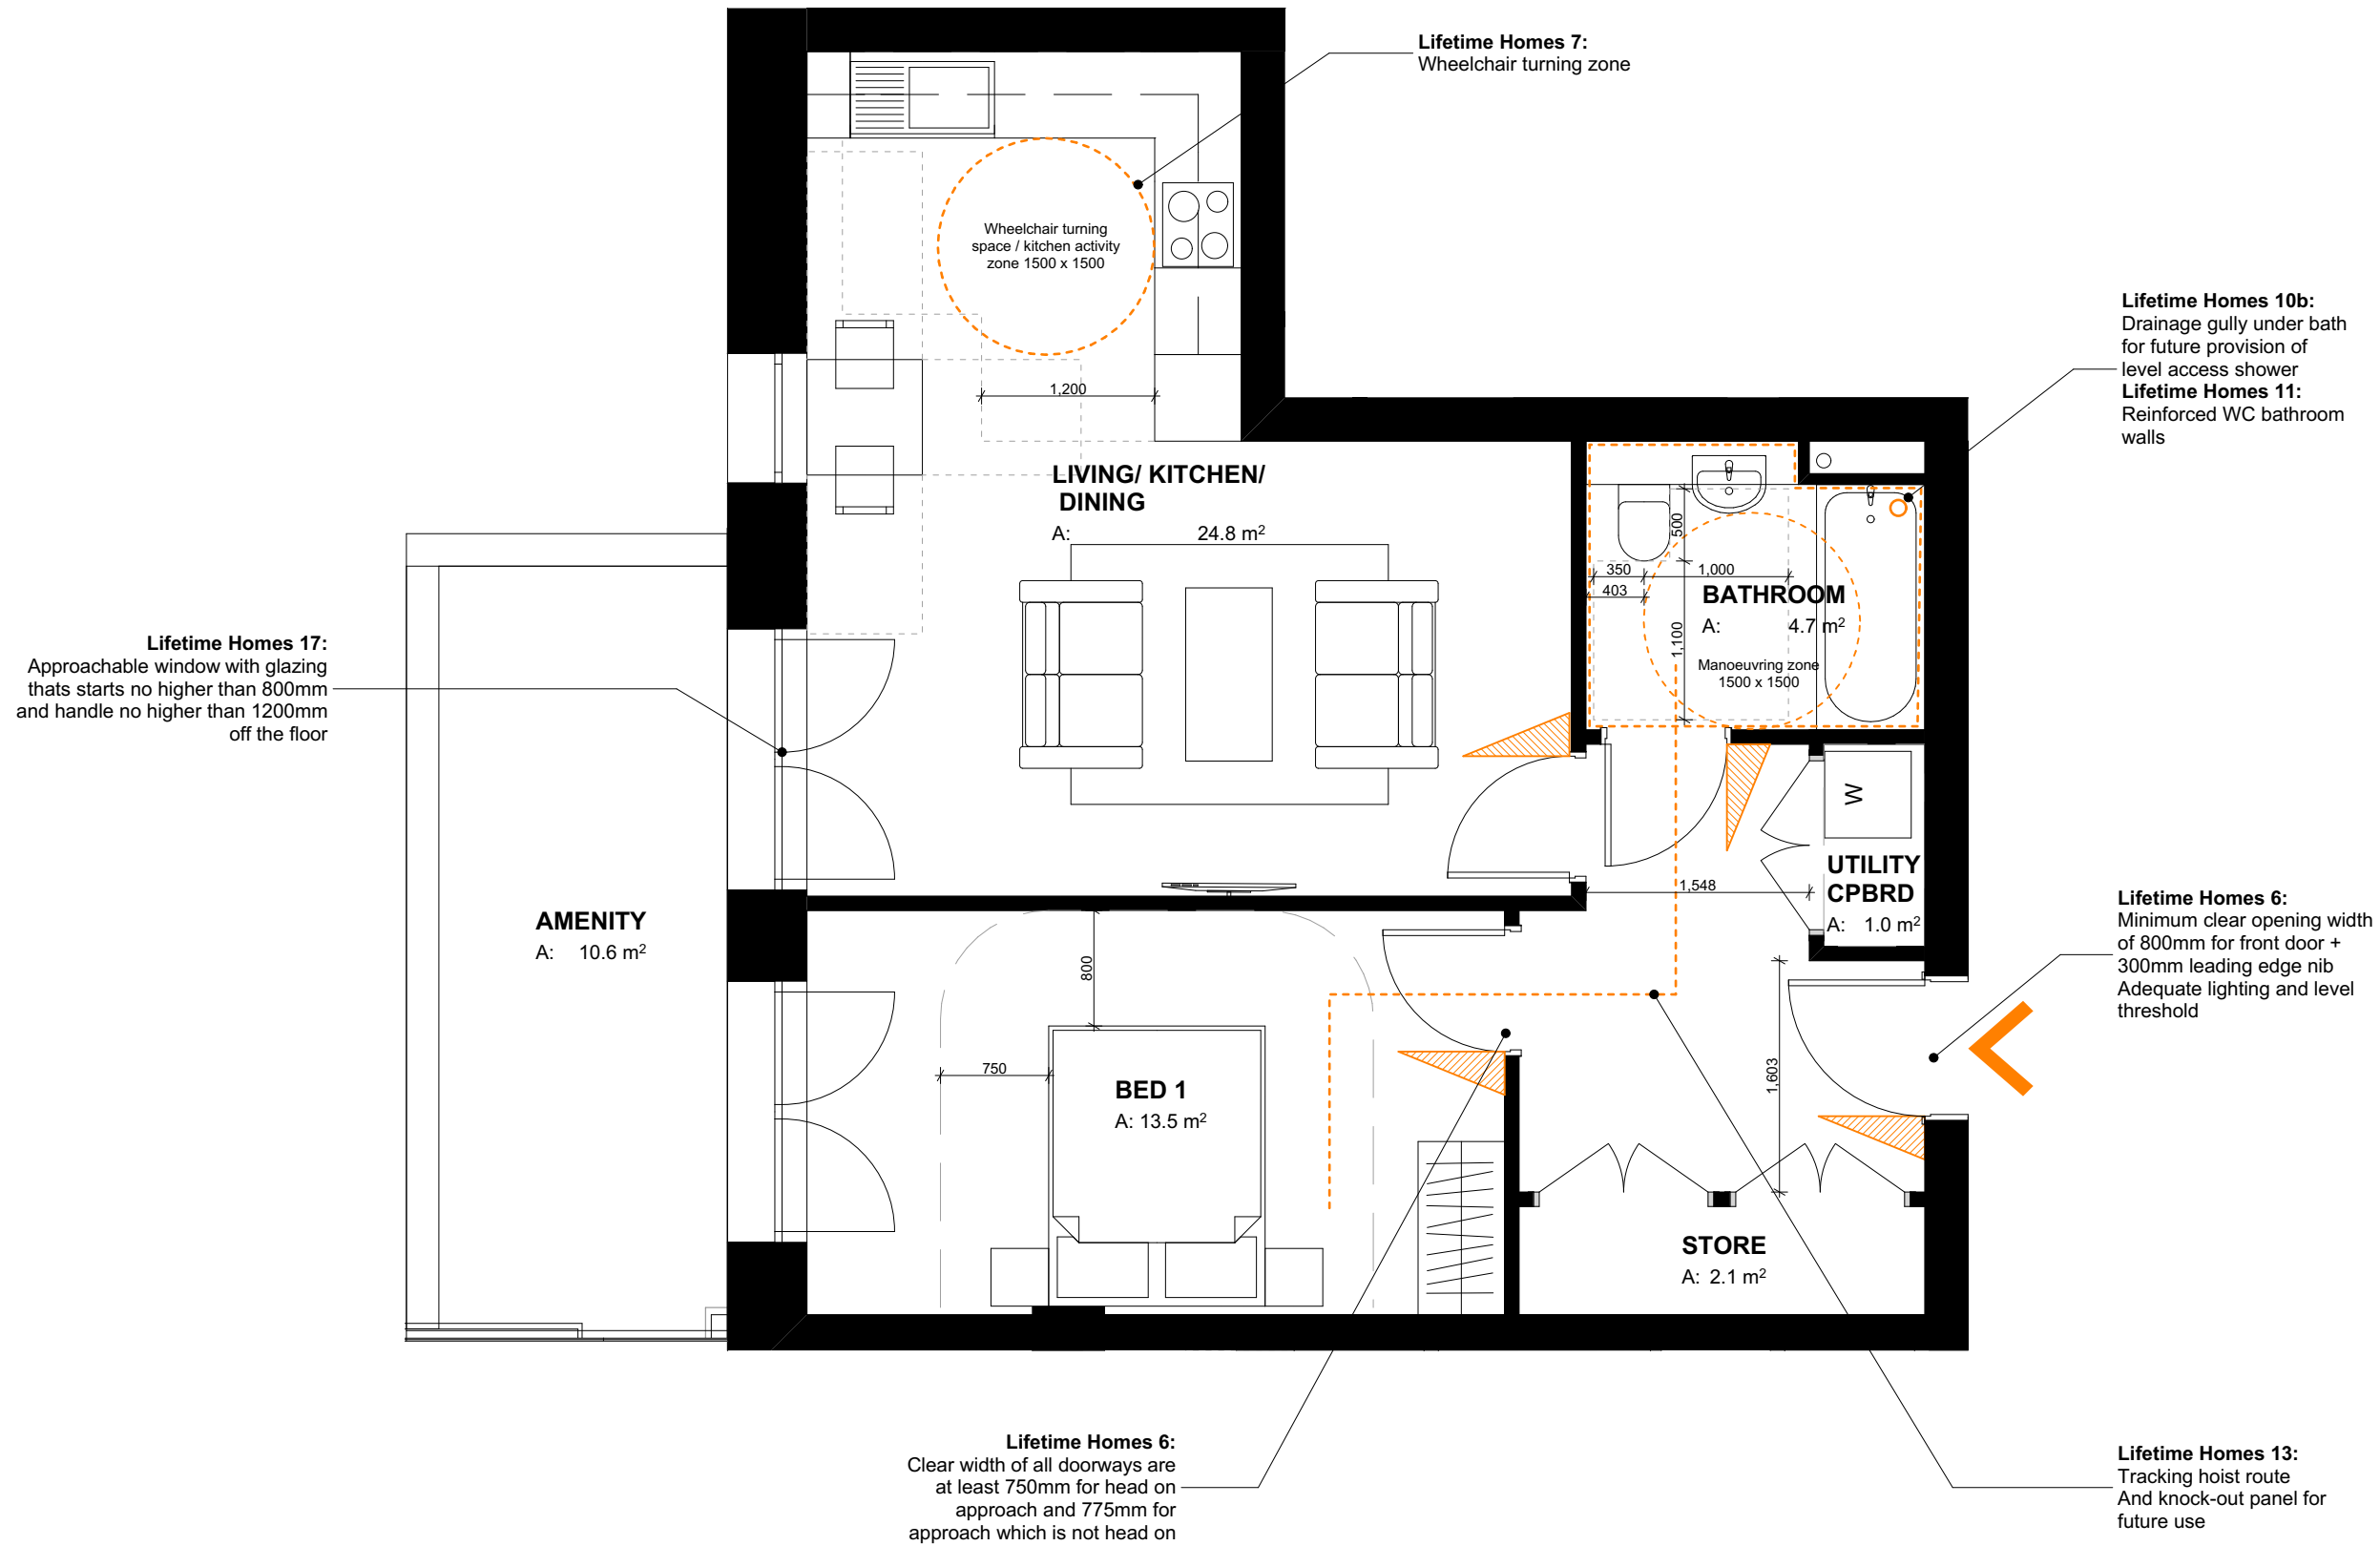 Lifetime Homes 7:
Wheelchair turning zone
Wheelchair turning
space / kitchen activity
zone 1500 x 1500
Lifetime Homes 10b:
Drainage gully under bath
for future provision of
level access shower
Lifetime Homes 11:
Reinforced WC bathroom
walls
1,200
LIVING/ KITCHEN/
DINING
A: 24.8 m²
500
350
1,000
403
BATHROOM
A: 4.7 m²
1,100
Manoeuvring zone
1500 x 1500
Lifetime Homes 17:
Approachable window with glazing
thats starts no higher than 800mm
and handle no higher than 1200mm
off the floor
W
UTILITY
CPBRD
A: 1.0 m²
1,548
AMENITY
A: 10.6 m²
Lifetime Homes 6:
Minimum clear opening width
of 800mm for front door +
300mm leading edge nib
Adequate lighting and level
threshold
800
750
BED 1
A: 13.5 m²
1,603
STORE
A: 2.1 m²
Lifetime Homes 6:
Clear width of all doorways are
at least 750mm for head on
approach and 775mm for
approach which is not head on
Lifetime Homes 13:
Tracking hoist route
And knock-out panel for
future use